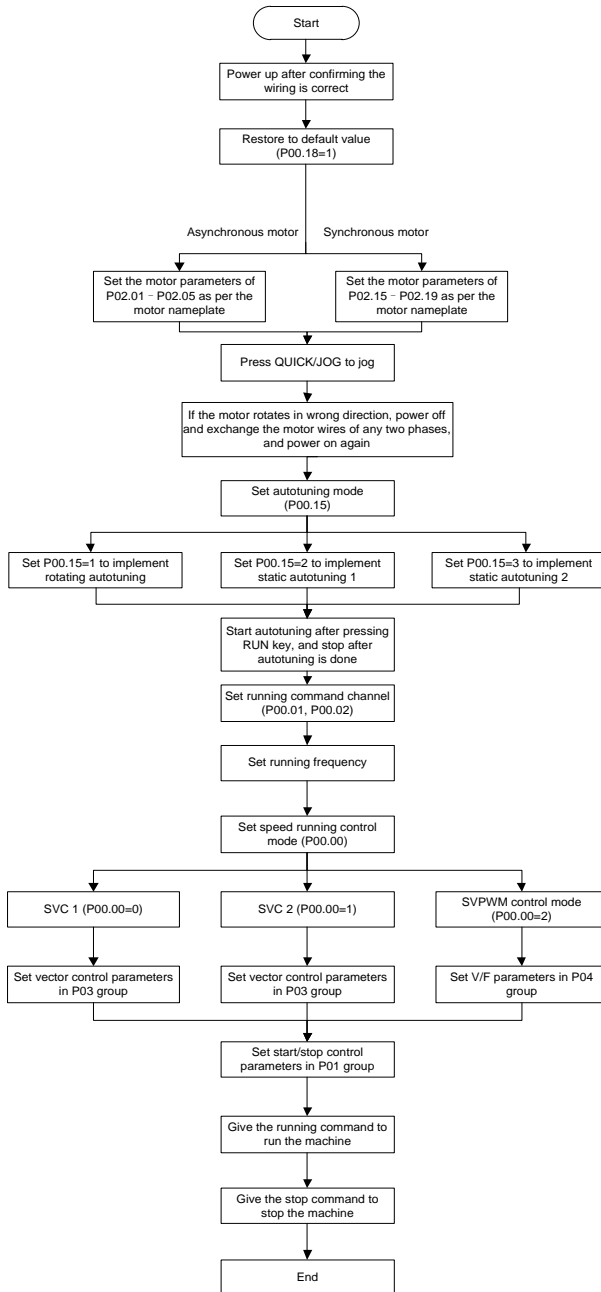 Start
Power up after confirming the
wiring is correct
Restore to default value
(P00.18=1)
Asynchronous motor
Synchronous motor
Set the motor parameters of
P02.01 - P02.05 as per the
motor nameplate
Set the motor parameters of
P02.15 - P02.19 as per the
motor nameplate
Press QUICK/JOG to jog
If the motor rotates in wrong direction, power off
and exchange the motor wires of any two phases,
and power on again
Set autotuning mode
(P00.15)
Set P00.15=1 to implement
rotating autotuning
Set P00.15=2 to implement
static autotuning 1
Set P00.15=3 to implement
static autotuning 2
Start autotuning after pressing
RUN key, and stop after
autotuning is done
Set running command channel
(P00.01, P00.02)
Set running frequency
Set speed running control
mode (P00.00)
SVC 1 (P00.00=0)
SVC 2 (P00.00=1)
SVPWM control mode
(P00.00=2)
Set vector control parameters
in P03 group
Set vector control parameters
in P03 group
Set V/F parameters in P04
group
Set start/stop control
parameters in P01 group
Give the running command to
run the machine
Give the stop command to
stop the machine
End